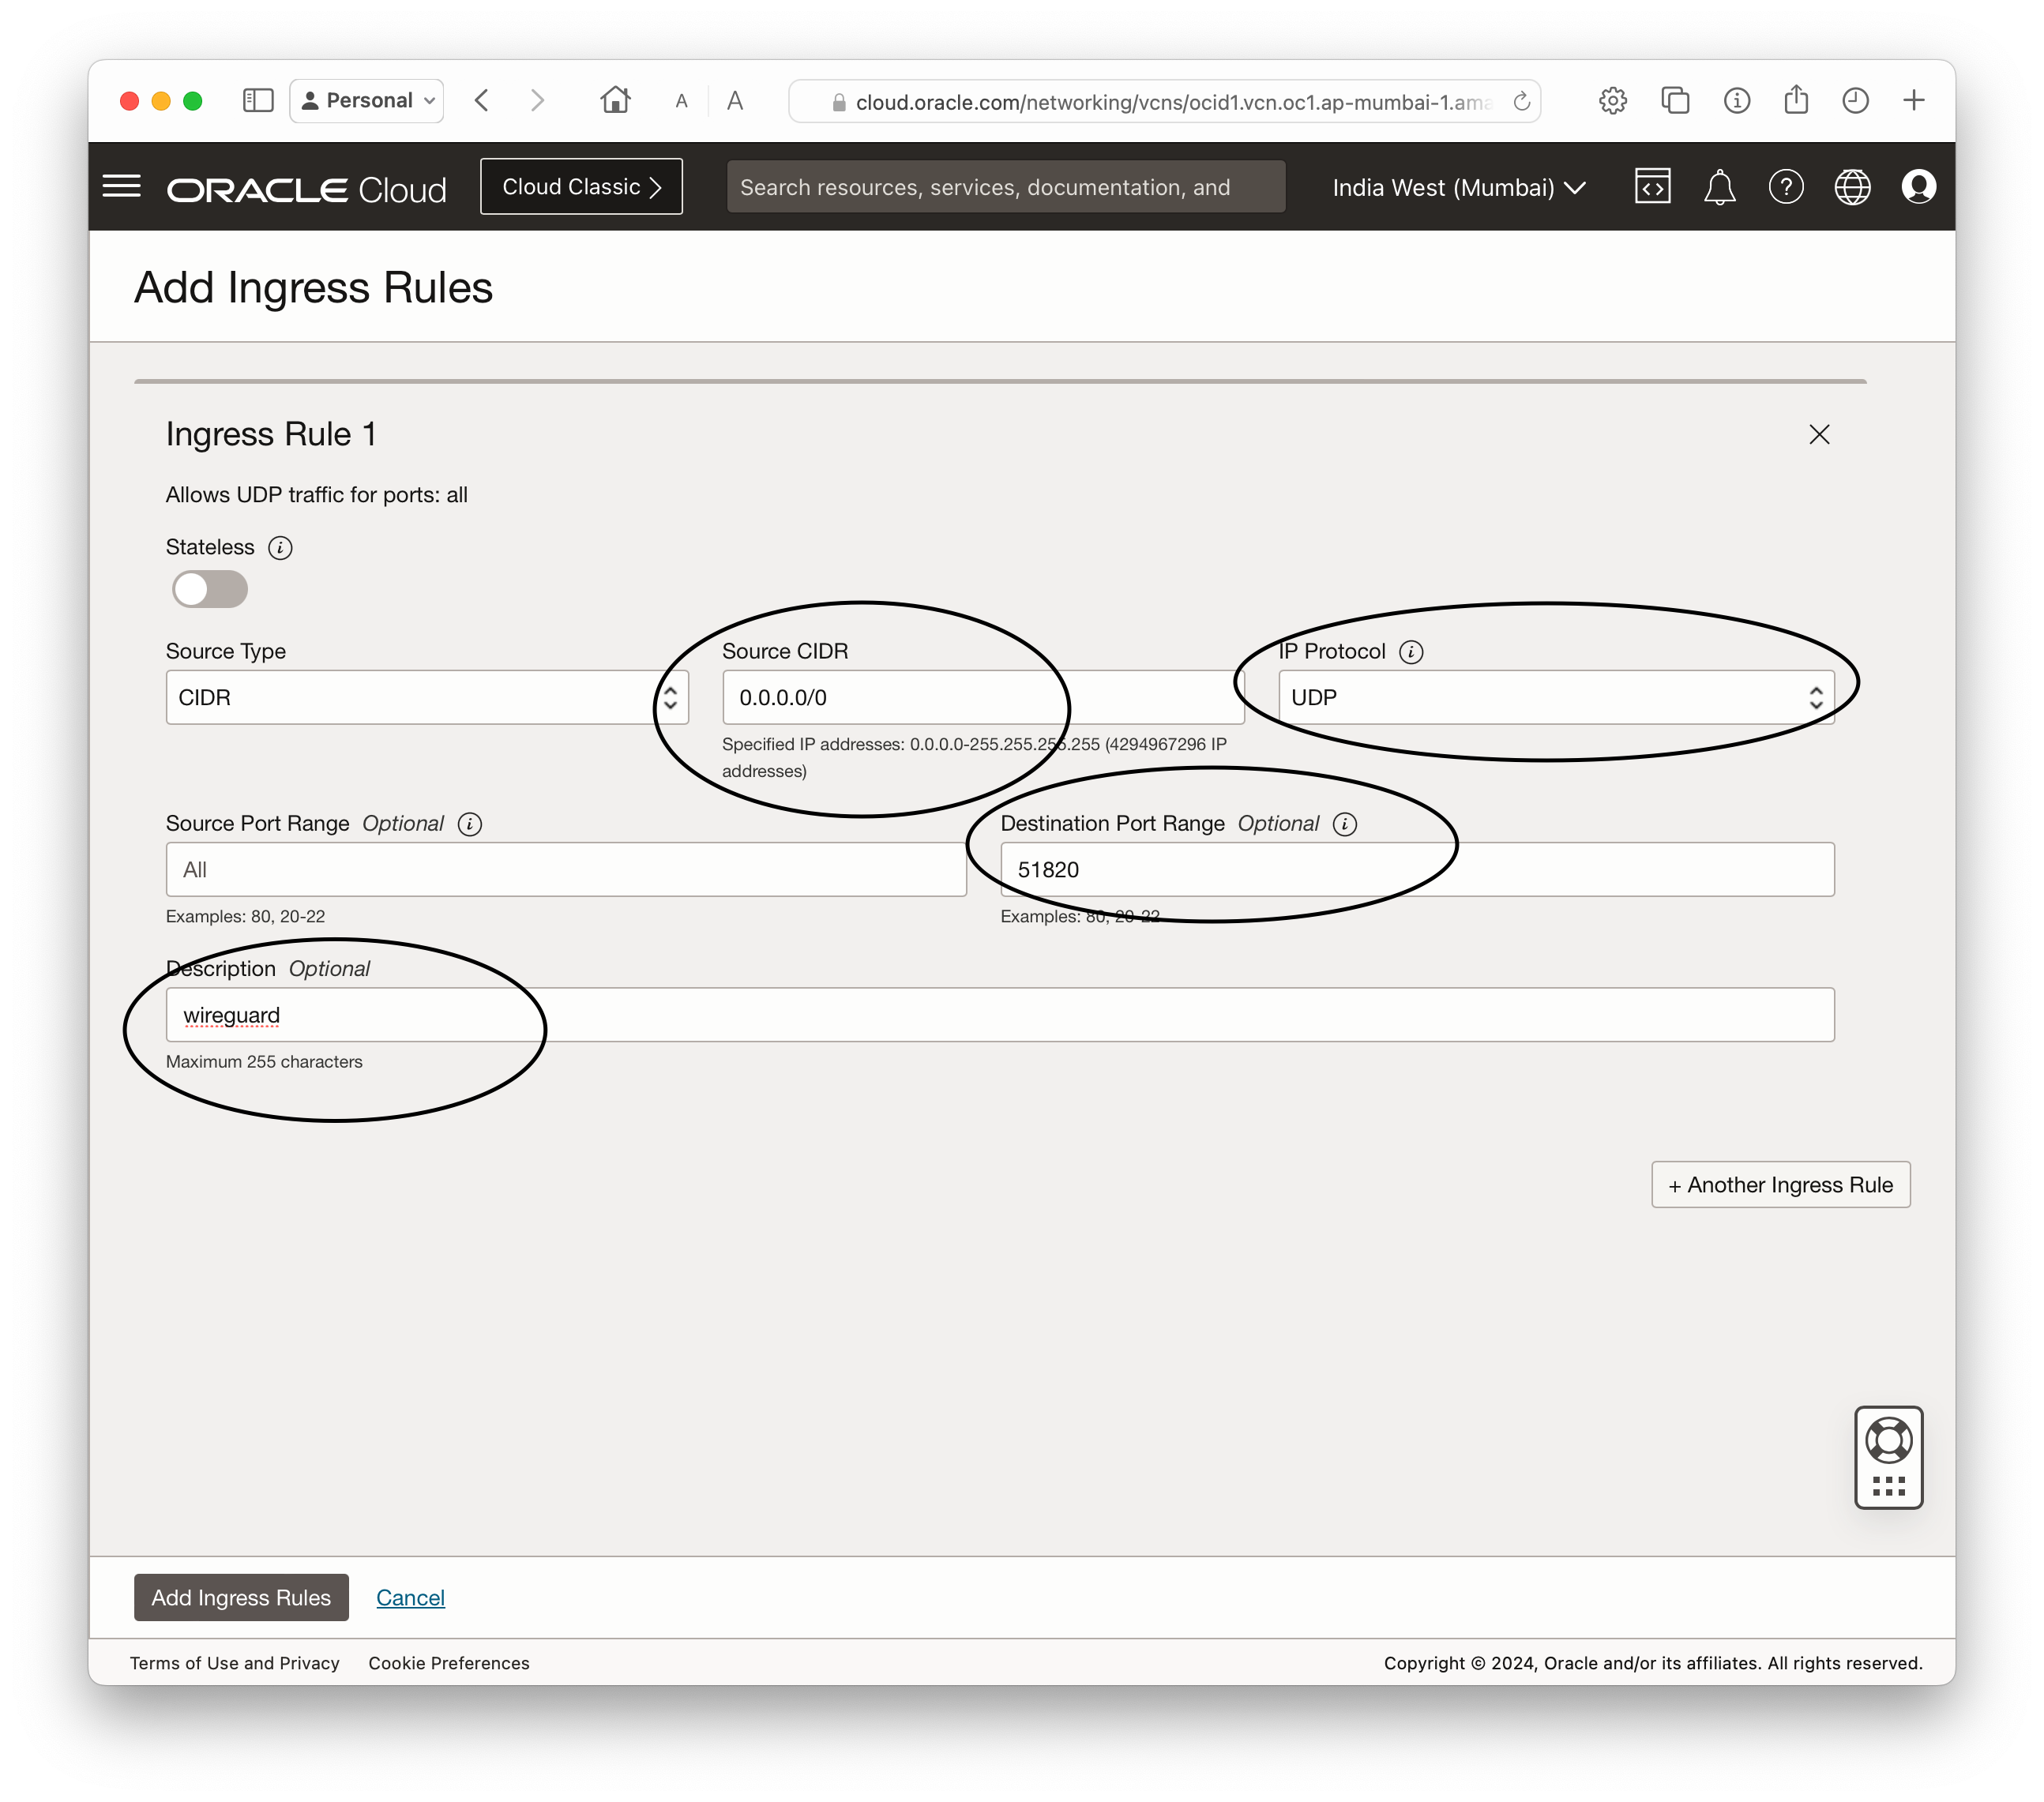 Personal
A A
cloud.oracle.com/networking/vcns/ocid1.vcn.oc1.ap-mumbai-1.ama
ORACLE Cloud
Cloud Classic
Search resources, services, documentation, and
India West (Mumbai)
Add Ingress Rules
Ingress Rule 1
Allows UDP traffic for ports: all
Stateless
Source Type
Source CIDR
IP Protocol
CIDR
0.0.0.0/0
UDP
Specified IP addresses: 0.0.0.0-255.255.255.255 (4294967296 IP
addresses)
Source Port Range Optional
Destination Port Range Optional
All
51820
Examples: 80, 20-22
Examples: 80, 20-22
Description Optional
wireguard
Maximum 255 characters
+ Another Ingress Rule
Add Ingress Rules
Cancel
Terms of Use and Privacy
Cookie Preferences
Copyright © 2024, Oracle and/or its affiliates. All rights reserved.